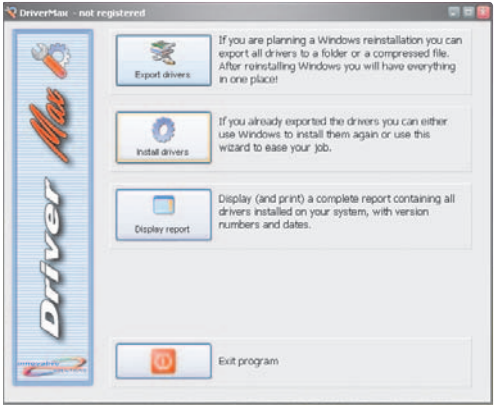 DriverMax - not registered
Driver Max
Export drivers
If you are planning a Windows reinstallation you can
export all drivers to a folder or a compressed file.
After reinstalling Windows you will have everything
in one place!
Install drivers
If you already exported the drivers you can either
use Windows to install them again or use this
wizard to ease your job.
Display report
Display (and print) a complete report containing all
drivers installed on your system, with version
numbers and dates.
Exit program